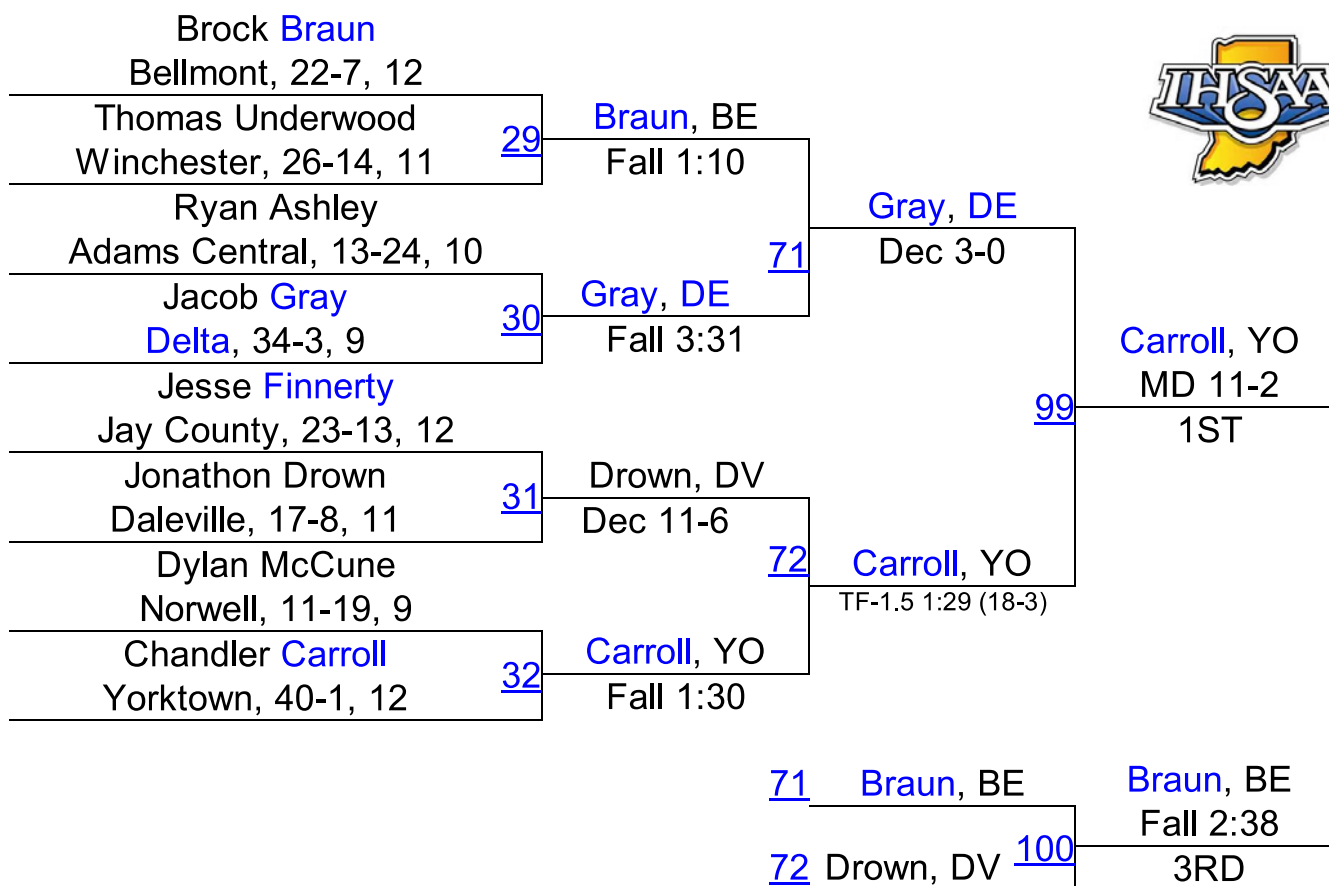 Brock Braun
Bellmont, 22-7, 12
Thomas Underwood
Winchester, 26-14, 11
29
Braun, BE
Fall 1:10
Ryan Ashley
Adams Central, 13-24, 10
Jacob Gray
Delta, 34-3, 9
30
Gray, DE
Fall 3:31
71
Gray, DE
Dec 3-0
Jesse Finnerty
Jay County, 23-13, 12
Jonathon Drown
Daleville, 17-8, 11
31
Drown, DV
Dec 11-6
Dylan McCune
Norwell, 11-19, 9
Chandler Carroll
Yorktown, 40-1, 12
32
Carroll, YO
Fall 1:30
72
Carroll, YO
TF-1.5 1:29 (18-3)
99
Carroll, YO
MD 11-2
1ST
IHSAA
71 Braun, BE
72 Drown, DV
100
Braun, BE
Fall 2:38
3RD